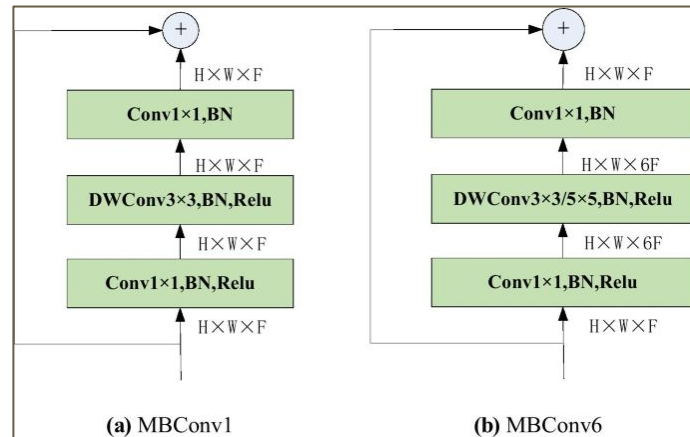 +
H×W×F
Conv1×1,BN
H×W×F
DWConv3×3,BN,Relu
H×W×F
Conv1×1,BN,Relu
H×W×F
(a) MBConv1
+
H×W×F
Conv1×1,BN
H×W×6F
DWConv3×3/5×5,BN,Relu
H×W×6F
Conv1×1,BN,Relu
H×W×F
(b) MBConv6